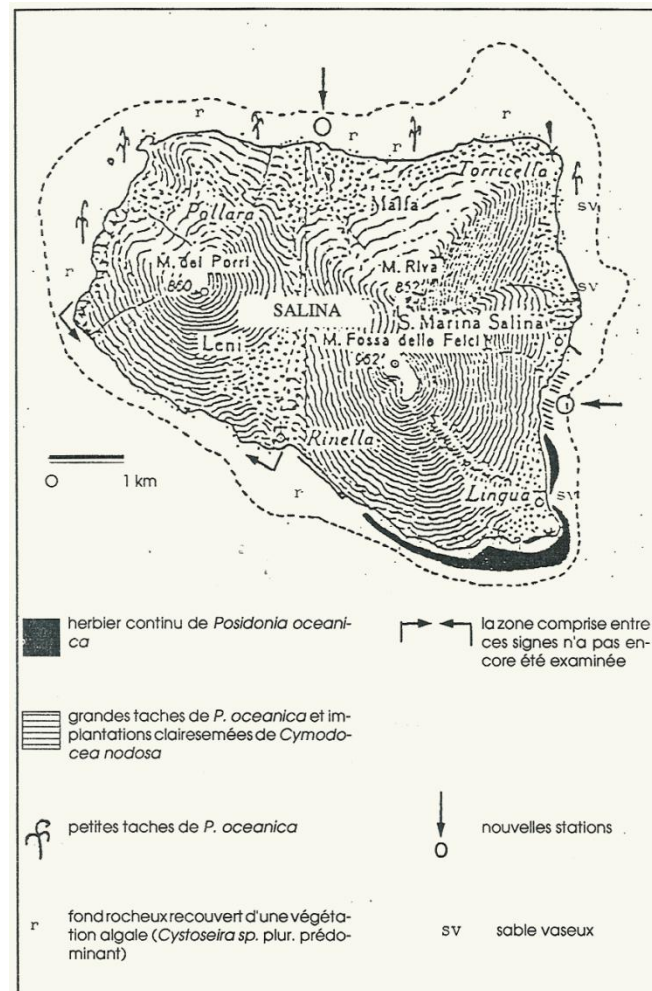 r
r
r
r
Torricella
Malfa
Pollara
sv
M. dei Porri
M. Riva
r
860
852
sv
SALINA
S. Marina Salina
Leni
M. Fossa delle Felci
962
1
Rinella
O 1 km
Lingua
sv
r
herbier continu de Posidonia oceani-
ca
la zone comprise entre
ces signes n'a pas en-
core été examinée
grandes taches de P. oceanica et im-
plantations clairesemées de Cymodo-
cea nodosa
petites taches de P. oceanica
nouvelles stations
O
r
fond rocheux recouvert d'une végéta-
tion algale (Cystoseira sp. plur. prédo-
minant)
sv
sable vaseux